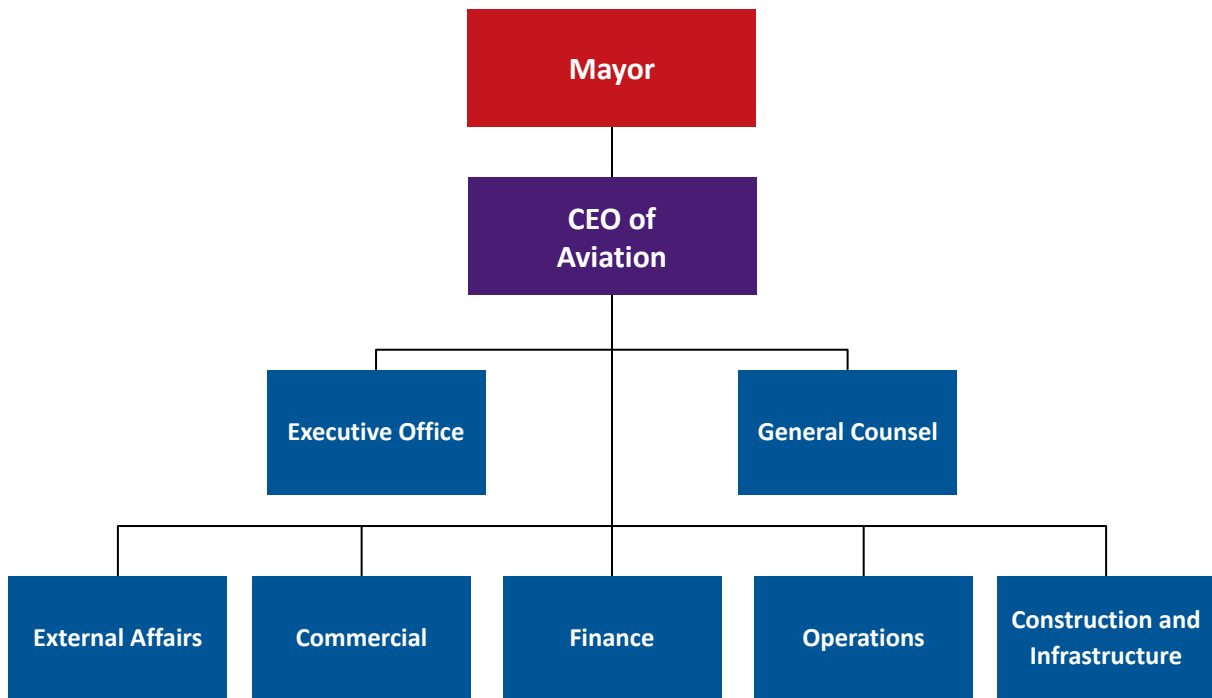 Mayor
CEO of
Aviation
Executive Office
General Counsel
External Affairs
Commercial
Finance
Operations
Construction and
Infrastructure